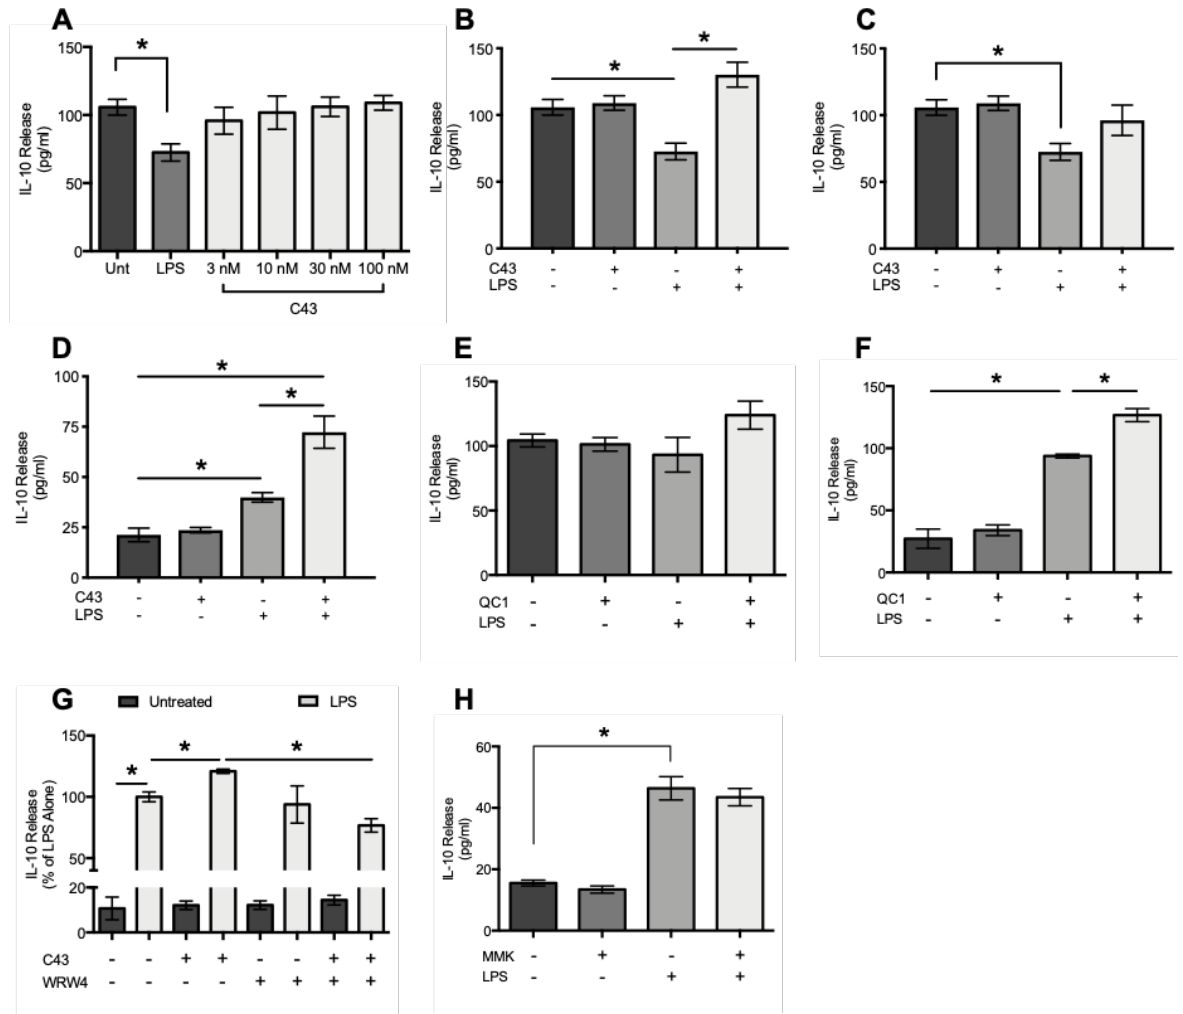 A
IL-10 Release
(pg/ml)
150
100
50
0
*
Unt LPS 3 nM 10 nM 30 nM 100 nM
C43
B
IL-10 Release
(pg/ml)
150
100
50
0
* *
C43 - + - +
LPS - - + +
C
IL-10 Release
(pg/ml)
150
100
50
0
*
C43 - + - +
LPS - - + +
D
IL-10 Release
(pg/ml)
100
75
50
25
0
*
*
*
C43 - + - +
LPS - - + +
E
IL-10 Release
(pg/ml)
150
100
50
0
QC1 - + - +
LPS - - + +
F
IL-10 Release
(pg/ml)
150
100
50
0
* *
QC1 - + - +
LPS - - + +
G
Untreated LPS
IL-10 Release
(% of LPS Alone)
150
100
50
20
0
* * *
C43 - - + + - - + +
WRW4 - - - - + + + +
H
IL-10 Release
(pg/ml)
60
40
20
0
*
MMK - + - +
LPS - - + +